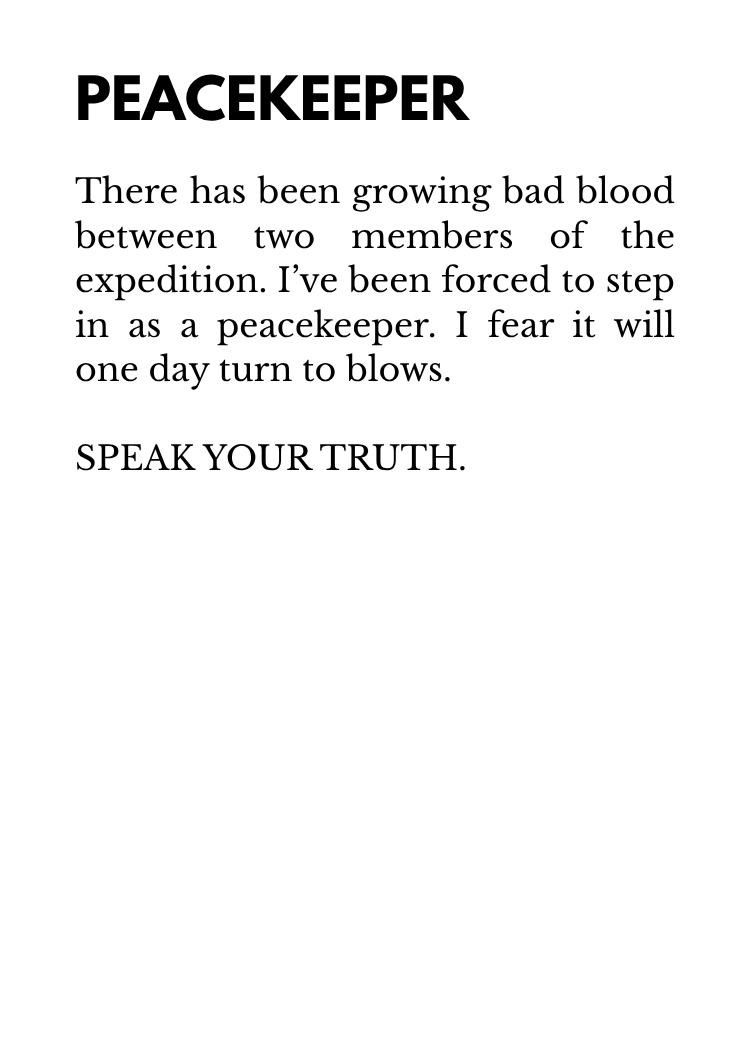 PEACEKEEPER
There has been growing bad blood
between two members of the
expedition. I’ve been forced to step
in as a peacekeeper. I fear it will
one day turn to blows.
SPEAK YOUR TRUTH.